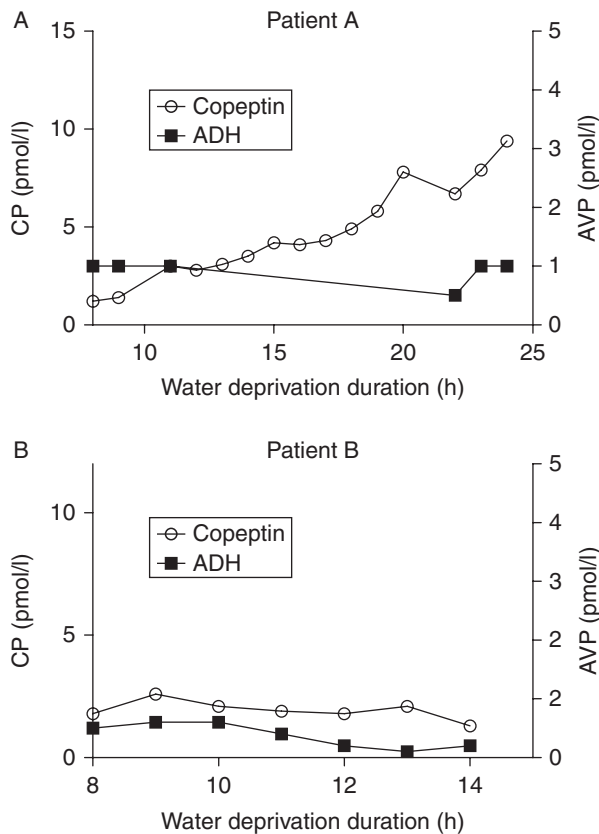 A
Patient A
15
10
5
0
CP (pmol/l)
Copeptin
ADH
5
4
3
2
1
0
AVP (pmol/l)
10 15 20 25
Water deprivation duration (h)
B
Patient B
10
5
0
CP (pmol/l)
Copeptin
ADH
5
4
3
2
2
0
AVP (pmol/l)
8 10 12 14
Water deprivation duration (h)